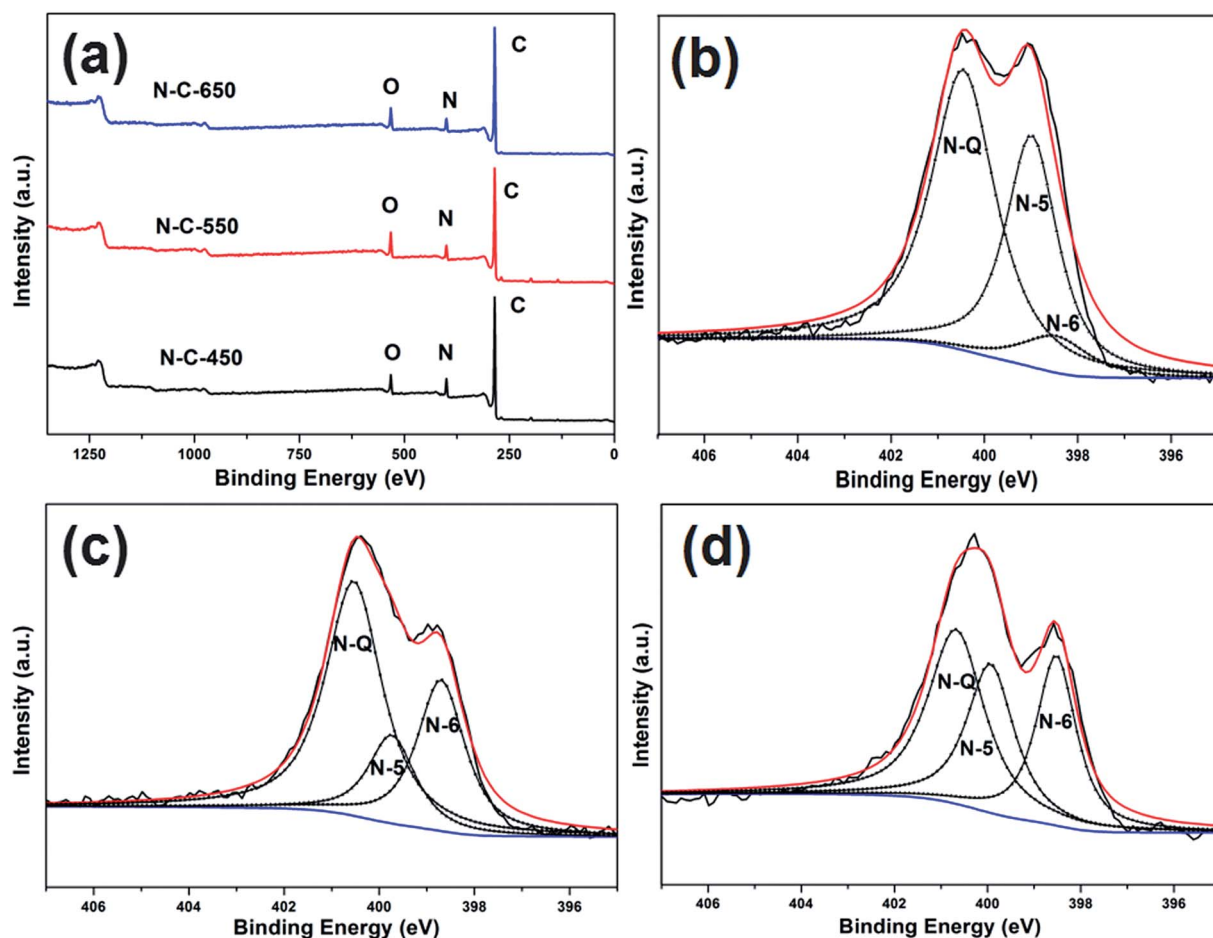 (a)
N-C-650
O
N
C
N-C-550
O
N
C
N-C-450
O
N
C
Intensity (a.u.)
1250 1000 750 500 250 0
Binding Energy (eV)
(b)
N-Q
N-5
N-6
Intensity (a.u.)
406 404 402 400 398 396
Binding Energy (eV)
(c)
N-Q
N-5
N-6
Intensity (a.u.)
406 404 402 400 398 396
Binding Energy (eV)
(d)
N-Q
N-5
N-6
Intensity (a.u.)
406 404 402 400 398 396
Binding Energy (eV)